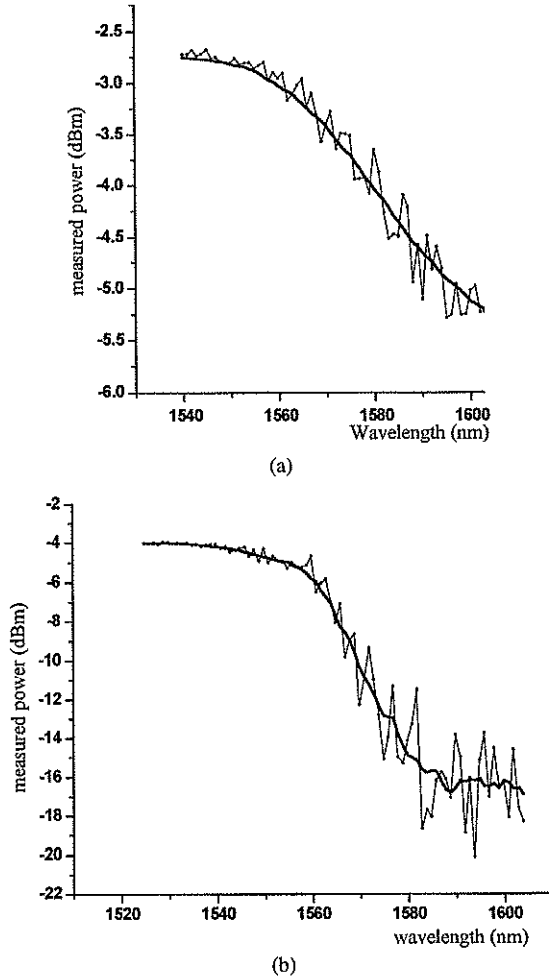 -2.5
-3.0
-3.5
-4.0
-4.5
-5.0
-5.5
-6.0
measured power (dBm)
1540 1560 1580 1600
Wavelength (nm)
(a)
-2
-4
-6
-8
-10
-12
-14
-16
-18
-20
-22
measured power (dBm)
1520 1540 1560 1580 1600
wavelength (nm)
(b)